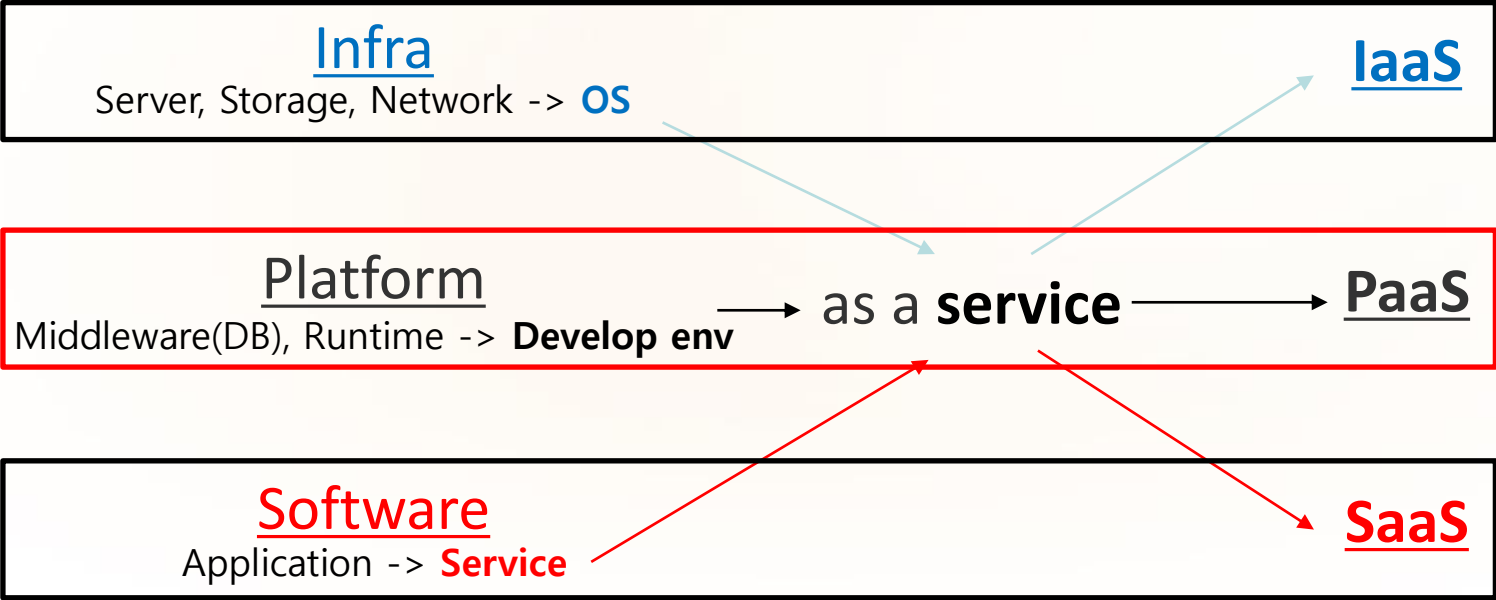 Infra
Server, Storage, Network -> OS
IaaS
Platform
Middleware(DB), Runtime -> Develop env
as a service
PaaS
Software
Application -> Service
SaaS